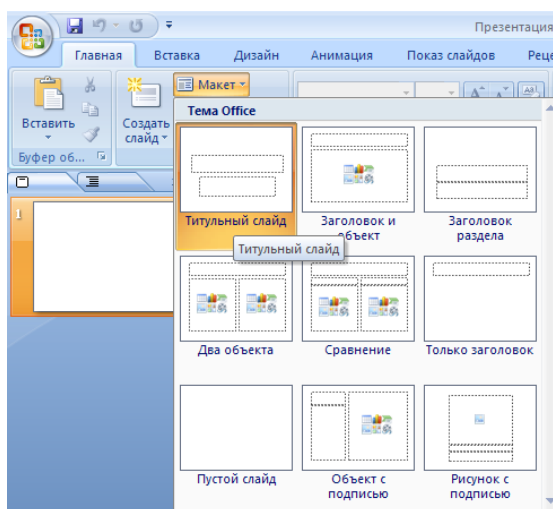 Презентация
Главная Вставка Дизайн Анимация Показ слайдов Реце
Макет
Вставить
Создать слайд
Буфер об...
Тема Office
1
Титульный слайд
Заголовок и объект
Заголовок раздела
Титульный слайд
Два объекта
Сравнение
Только заголовок
Пустой слайд
Объект с подписью
Рисунок с подписью